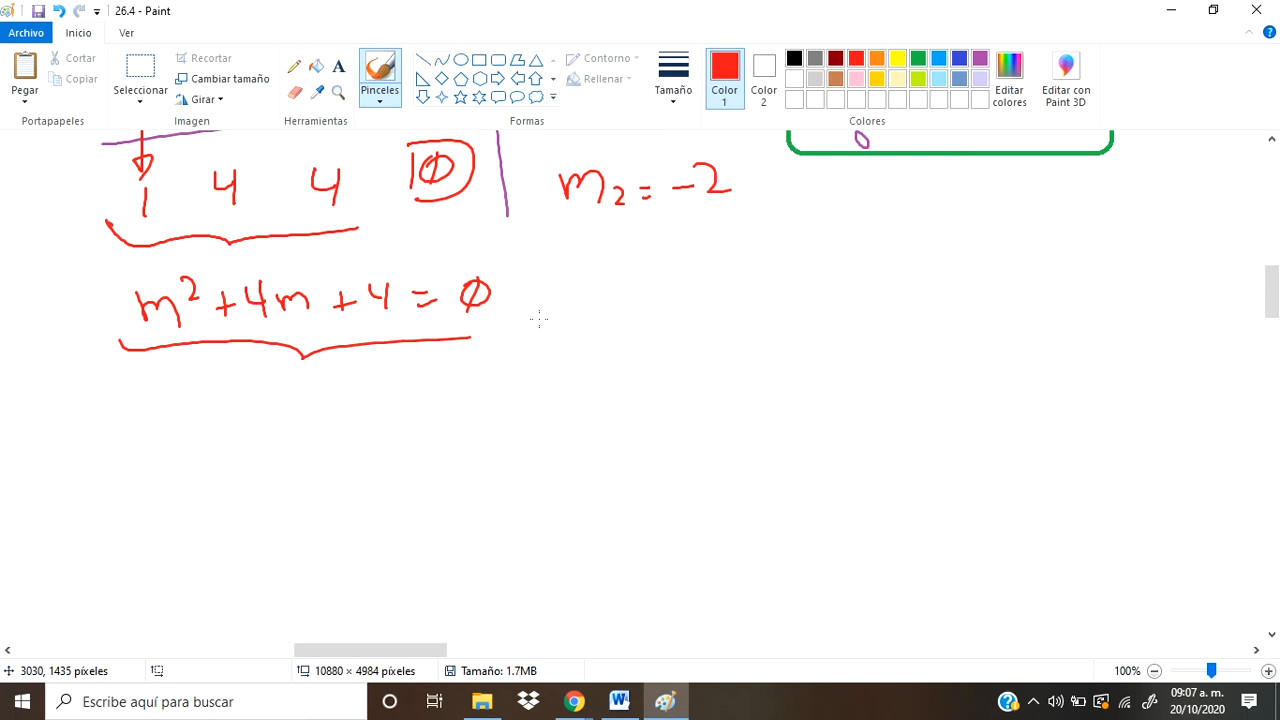 26.4 - Paint
Archivo Inicio Ver
Pegar
Cortar
Copiar
Portapapeles
Seleccionar
Recortar
Cambiar tamaño
Girar
Imagen
A
Herramientas
Pinceles
Contorno
Rellenar
Formas
Tamaño
Color 1
Color 2
Editar colores
Editar con Paint 3D
Colores
1 4 4 0
m₂ = -2
m² + 4m + 4 = 0
3030, 1435 píxeles 10880 × 4984 píxeles Tamaño: 1.7MB 100%
Escribe aquí para buscar
09:07 a. m.
20/10/2020